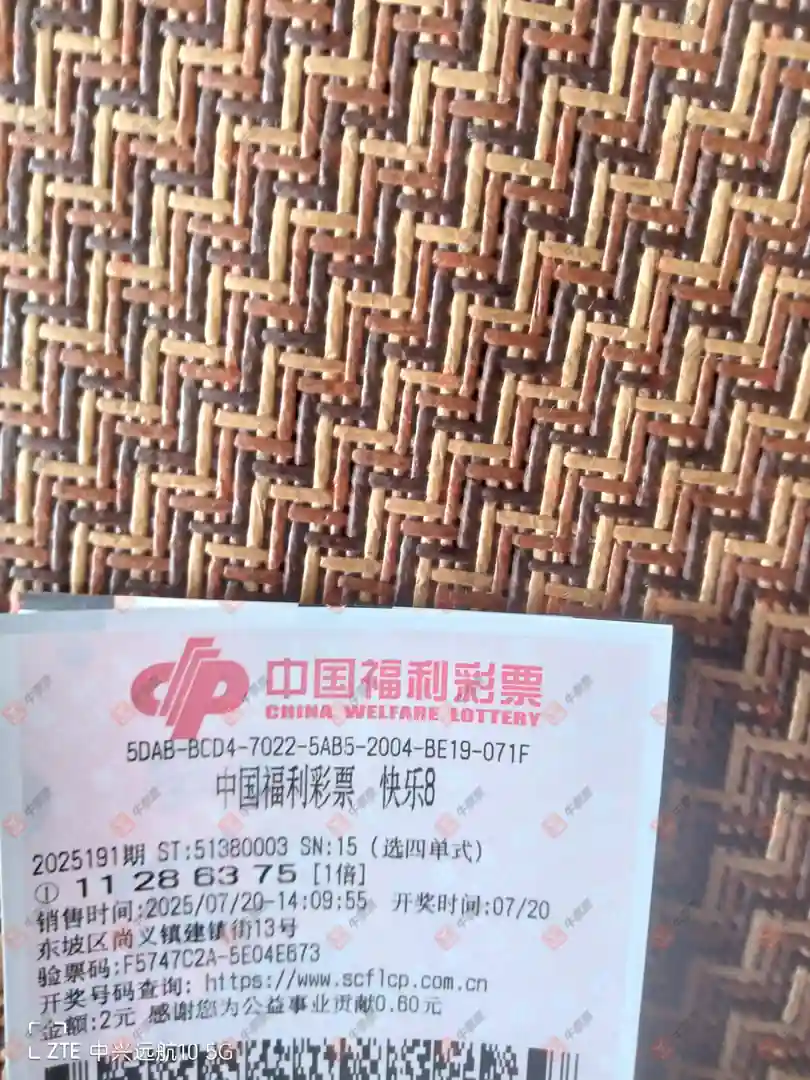 中国福利彩票
CHINA WELFARE LOTTERY
5DAB-BCD4-7022-5AB5-2004-BE19-071F
中国福利彩票 快乐8
2025191期 ST:51380003 SN:15 (选四单式)
① 11 28 63 75 [1倍]
销售时间:2025/07/20-14:09:55 开奖时间:07/20
东坡区尚义镇建镇街13号
验票码:F5747C2A-5E04E673
开奖号码查询: https://www.scflcp.com.cn
金额:2元 感谢您为公益事业贡献0.60元
ZTE 中兴远航10 5G